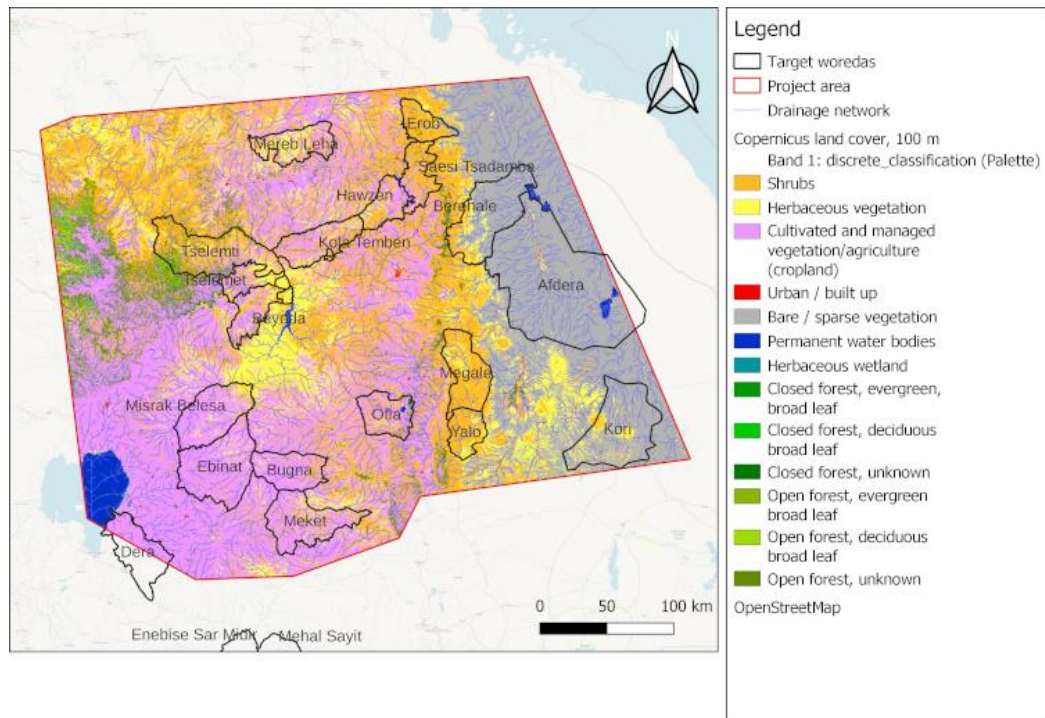 N
Erob
Mereb Leha
Saesi Tsadamba
Hawzen
Berehale
Kola Temben
Tselemti
Tselemet
Afdera
Beyeda
Megale
Misrak Belesa
Ofla
Yalo
Kori
Ebinat
Bugna
Meket
Dera
0 50 100 km
Enebise Sar Midir
Mehal Sayit
Legend
Target woredas
Project area
Drainage network
Copernicus land cover, 100 m
Band 1: discrete_classification (Palette)
Shrubs
Herbaceous vegetation
Cultivated and managed
vegetation/agriculture
(cropland)
Urban / built up
Bare / sparse vegetation
Permanent water bodies
Herbaceous wetland
Closed forest, evergreen,
broad leaf
Closed forest, deciduous
broad leaf
Closed forest, unknown
Open forest, evergreen
broad leaf
Open forest, deciduous
broad leaf
Open forest, unknown
OpenStreetMap